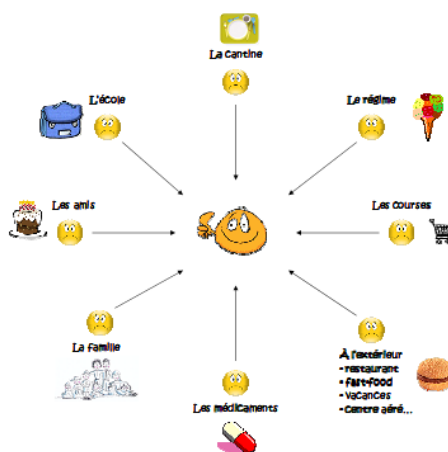 La cantine
L'école
Le régime
Les amis
Les courses
La famille
À l'extérieur
- restaurant
- fast-food
- vacances
- centre aéré...
Les médicaments